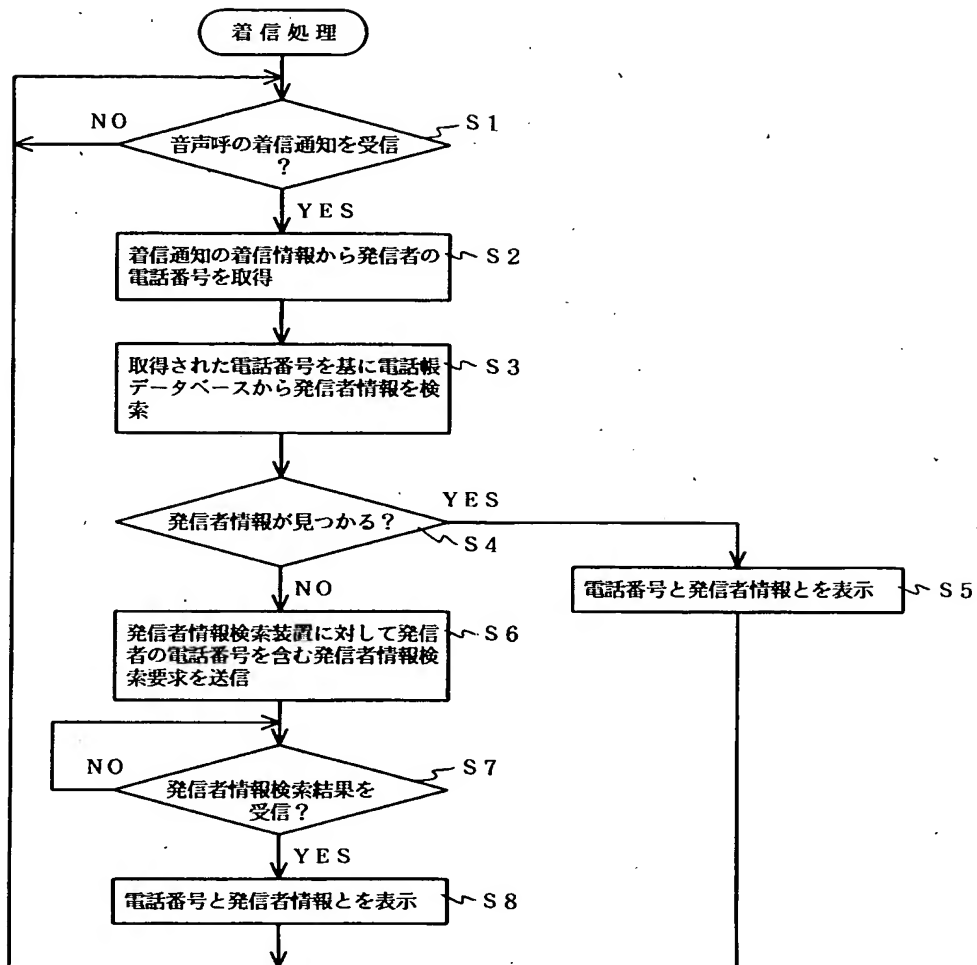 着信処理
NO
S1
音声呼の着信通知を受信
?
YES
着信通知の着信情報から発信者の
電話番号を取得
S2
取得された電話番号を基に電話帳
データベースから発信者情報を検
索
S3
YES
発信者情報が見つかる?
S4
NO
電話番号と発信者情報とを表示
S5
発信者情報検索装置に対して発信
者の電話番号を含む発信者情報検
索要求を送信
S6
NO
S7
発信者情報検索結果を
受信?
YES
電話番号と発信者情報とを表示
S8